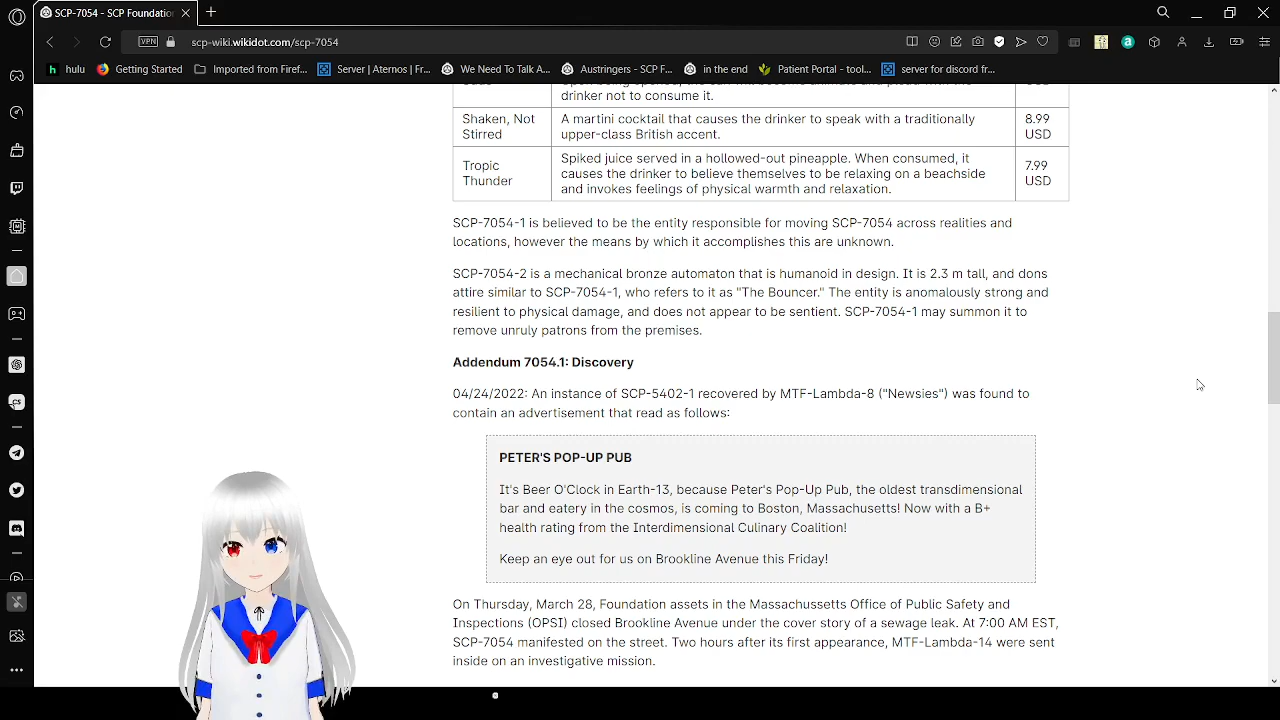 SCP-7054 - SCP Foundation
scp-wiki.wikidot.com/scp-7054
VPN
hulu
Getting Started
Imported from Firef...
Server | Aternos | Fr...
We Need To Talk A...
Austringers - SCP F...
in the end
Patient Portal - tool...
server for discord fr...
drinker not to consume it.
USD
Shaken, Not
Stirred
A martini cocktail that causes the drinker to speak with a traditionally
upper-class British accent.
8.99
USD
Tropic
Thunder
Spiked juice served in a hollowed-out pineapple. When consumed, it
causes the drinker to believe themselves to be relaxing on a beachside
and invokes feelings of physical warmth and relaxation.
7.99
USD
SCP-7054-1 is believed to be the entity responsible for moving SCP-7054 across realities and
locations, however the means by which it accomplishes this are unknown.
SCP-7054-2 is a mechanical bronze automaton that is humanoid in design. It is 2.3 m tall, and dons
attire similar to SCP-7054-1, who refers to it as "The Bouncer." The entity is anomalously strong and
resilient to physical damage, and does not appear to be sentient. SCP-7054-1 may summon it to
remove unruly patrons from the premises.
Addendum 7054.1: Discovery
04/24/2022: An instance of SCP-5402-1 recovered by MTF-Lambda-8 ("Newsies") was found to
contain an advertisement that read as follows:
PETER'S POP-UP PUB
It's Beer O'Clock in Earth-13, because Peter's Pop-Up Pub, the oldest transdimensional
bar and eatery in the cosmos, is coming to Boston, Massachusetts! Now with a B+
health rating from the Interdimensional Culinary Coalition!
Keep an eye out for us on Brookline Avenue this Friday!
On Thursday, March 28, Foundation assets in the Massachussetts Office of Public Safety and
Inspections (OPSI) closed Brookline Avenue under the cover story of a sewage leak. At 7:00 AM EST,
SCP-7054 manifested on the street. Two hours after its first appearance, MTF-Lambda-14 were sent
inside on an investigative mission.